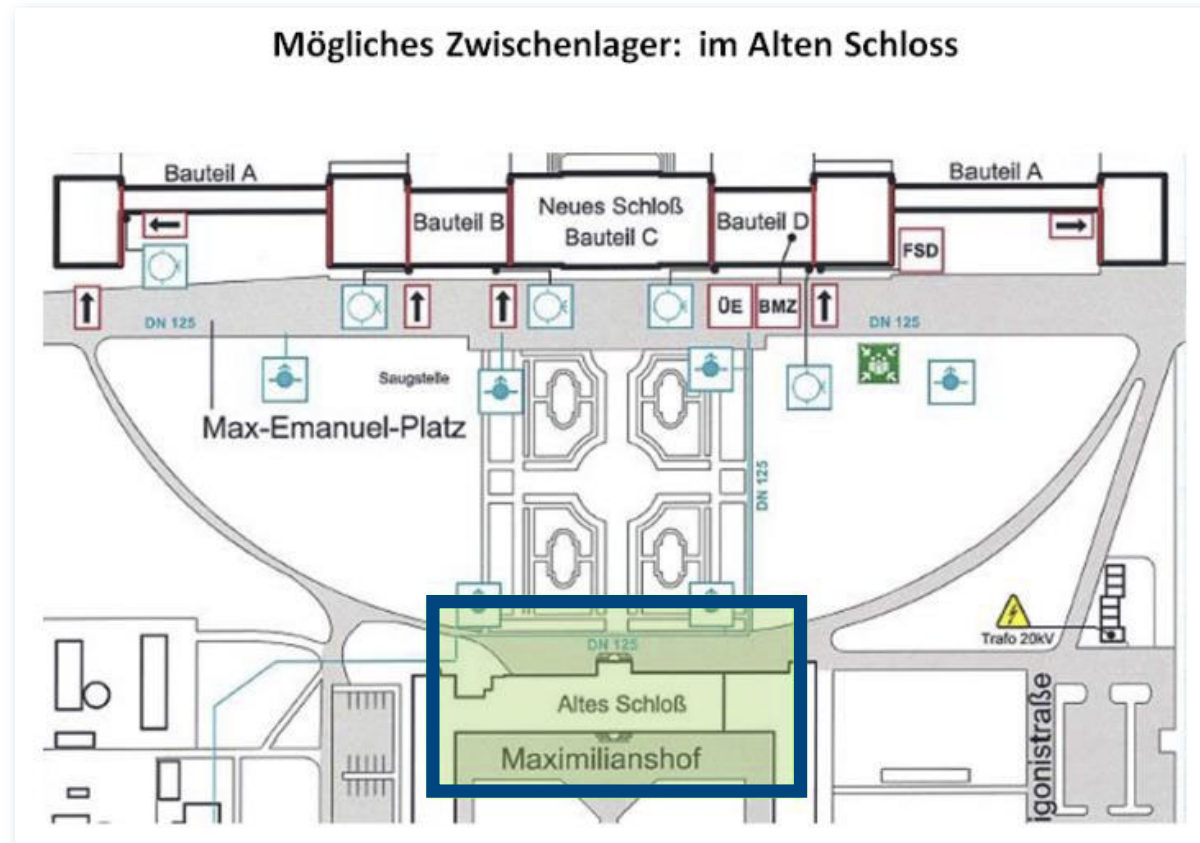 Mögliches Zwischenlager: im Alten Schloss
Bauteil A
Bauteil A
Bauteil B
Neues Schloß
Bauteil C
Bauteil D
FSD
ÜE
BMZ
DN 125
DN 125
Saugstelle
Max-Emanuel-Platz
DN 125
Trafo 20kV
DN 125
Altes Schloß
Maximilianshof
igonistraße